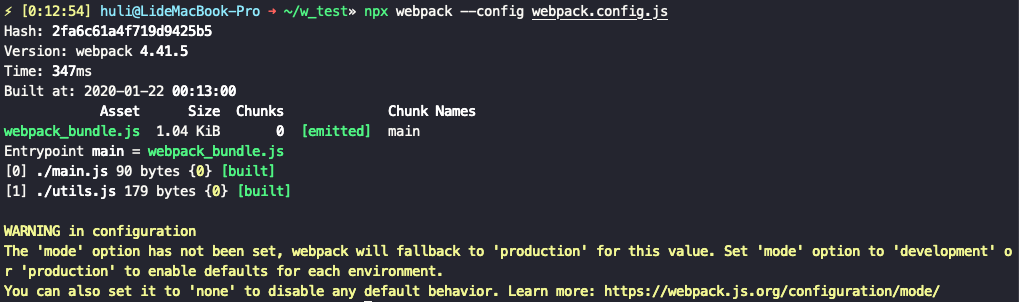 ⚡ [0:12:54] huli@LideMacBook-Pro → ~/w_test» npx webpack --config webpack.config.js
Hash: 2fa6c61a4f719d9425b5
Version: webpack 4.41.5
Time: 347ms
Built at: 2020-01-22 00:13:00
Asset Size Chunks Chunk Names
webpack_bundle.js 1.04 KiB 0 [emitted] main
Entrypoint main = webpack_bundle.js
[0] ./main.js 90 bytes {0} [built]
[1] ./utils.js 179 bytes {0} [built]
WARNING in configuration
The 'mode' option has not been set, webpack will fallback to 'production' for this value. Set 'mode' option to 'development' o
r 'production' to enable defaults for each environment.
You can also set it to 'none' to disable any default behavior. Learn more: https://webpack.js.org/configuration/mode/